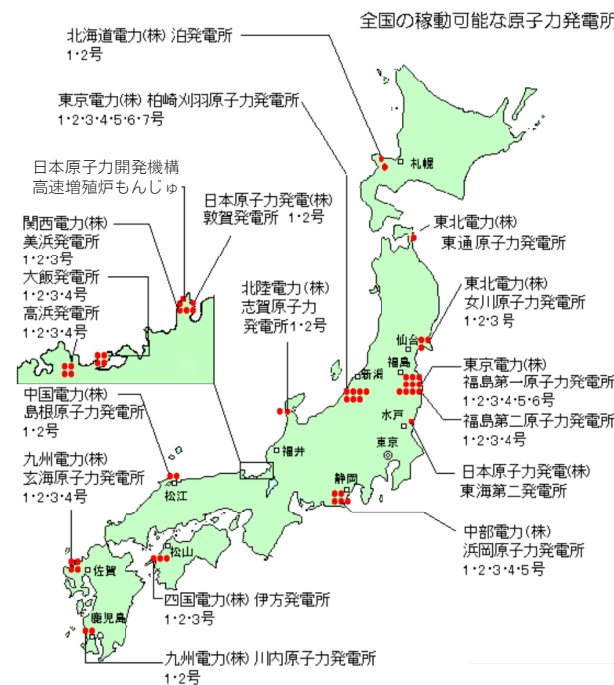 全国の稼動可能な原子力発電所
北海道電力(株) 泊発電所
1・2号
東京電力(株) 柏崎刈羽原子力発電所
1・2・3・4・5・6・7号
日本原子力開発機構
高速増殖炉もんじゅ
日本原子力発電(株)
敦賀発電所 1・2号
関西電力(株)
美浜発電所
1・2・3号
大飯発電所
1・2・3・4号
高浜発電所
1・2・3・4号
北陸電力(株)
志賀原子力
発電所1・2号
札幌
東北電力(株)
東通原子力発電所
東北電力(株)
女川原子力発電所
1・2・3号
仙台
福島
新潟
東京電力(株)
福島第一原子力発電所
1・2・3・4・5・6号
福島第二原子力発電所
1・2・3・4号
水戸
東京
日本原子力発電(株)
東海第二発電所
福井
静岡
中部電力(株)
浜岡原子力発電所
1・2・3・4・5号
中国電力(株)
島根原子力発電所
1・2号
松江
九州電力(株)
玄海原子力発電所
1・2・3・4号
佐賀
松山
四国電力(株) 伊方発電所
1・2・3号
鹿児島
九州電力(株) 川内原子力発電所
1・2号